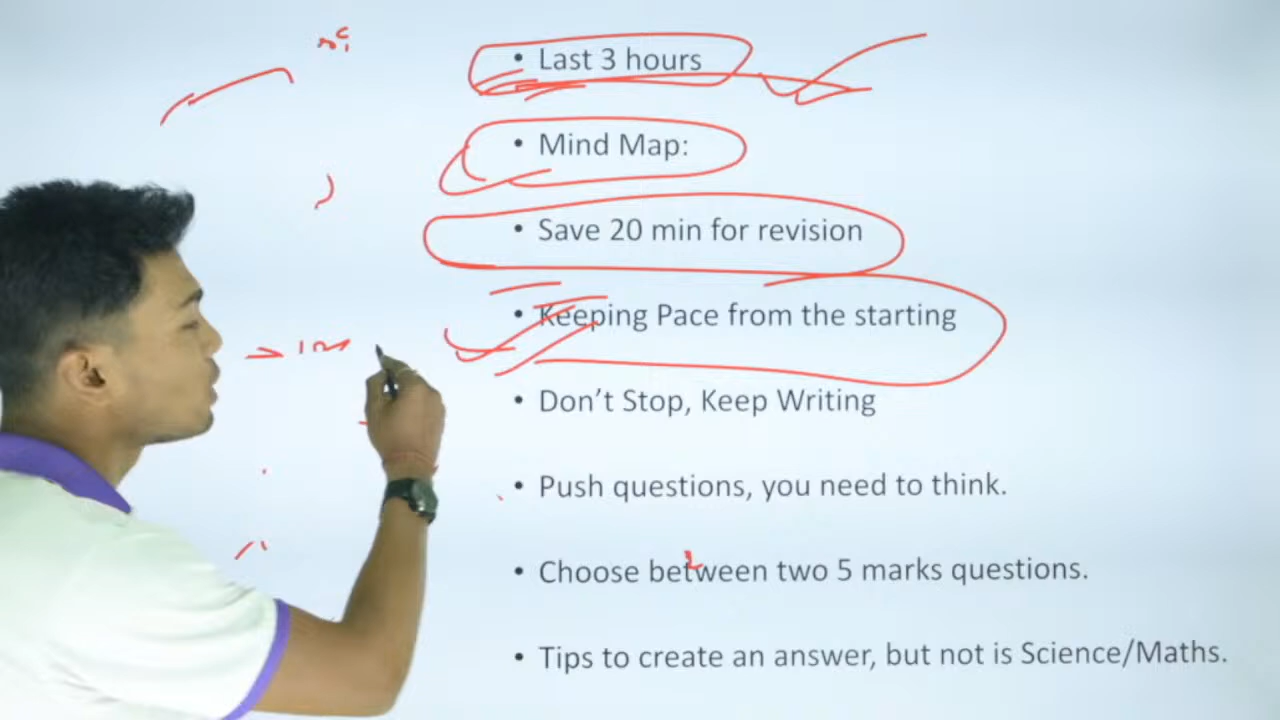 • Last 3 hours
• Mind Map:
• Save 20 min for revision
• Keeping Pace from the starting
• Don't Stop, Keep Writing
• Push questions, you need to think.
• Choose between two 5 marks questions.
• Tips to create an answer, but not is Science/Maths.